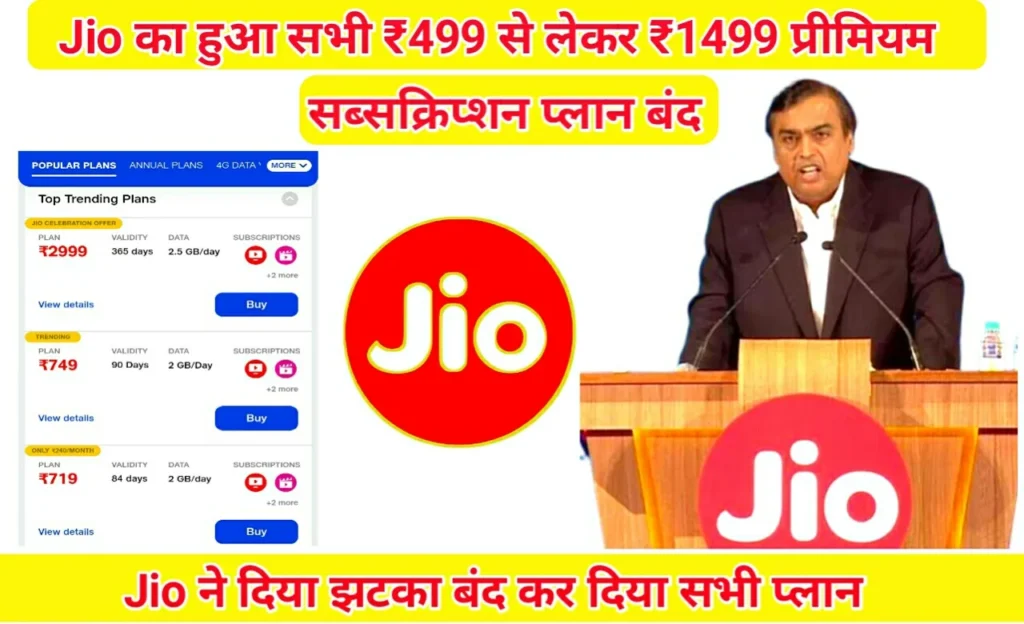 Jio का हुआ सभी ₹499 से लेकर ₹1499 प्रीमियम
सब्सक्रिप्शन प्लान बंद
POPULAR PLANS ANNUAL PLANS 4G DATA MORE
Top Trending Plans
JIO CELEBRATION OFFER
PLAN VALIDITY DATA SUBSCRIPTIONS
₹2999 365 days 2.5 GB/day
+2 more
View details Buy
TRENDING
PLAN VALIDITY DATA SUBSCRIPTIONS
₹749 90 Days 2 GB/Day
+2 more
View details Buy
ONLY ₹240/MONTH
PLAN VALIDITY DATA SUBSCRIPTIONS
₹719 84 days 2 GB/day
+2 more
View details Buy
Jio
Jio
Jio ने दिया झटका बंद कर दिया सभी प्लान